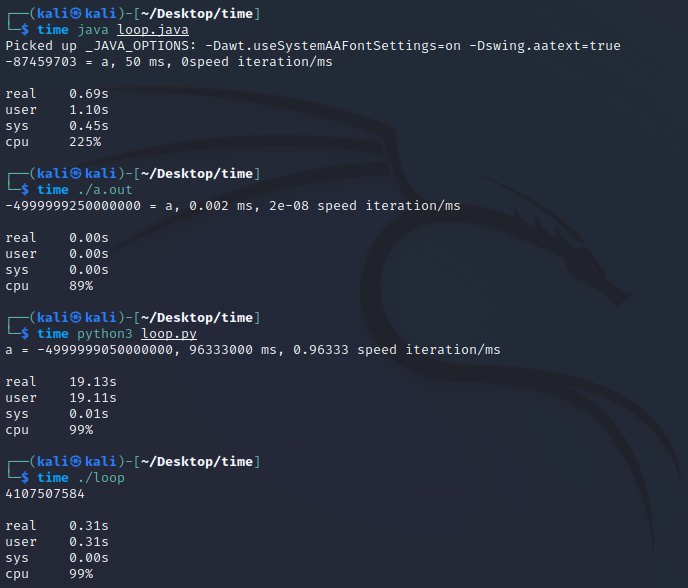 ┌──(kali㉿kali)-[~/Desktop/time]
└─$ time java loop.java
Picked up _JAVA_OPTIONS: -Dawt.useSystemAAFontSettings=on -Dswing.aatext=true
-87459703 = a, 50 ms, 0speed iteration/ms
real 0.69s
user 1.10s
sys 0.45s
cpu 225%
┌──(kali㉿kali)-[~/Desktop/time]
└─$ time ./a.out
-4999999250000000 = a, 0.002 ms, 2e-08 speed iteration/ms
real 0.00s
user 0.00s
sys 0.00s
cpu 89%
┌──(kali㉿kali)-[~/Desktop/time]
└─$ time python3 loop.py
a = -4999999050000000, 96333000 ms, 0.96333 speed iteration/ms
real 19.13s
user 19.11s
sys 0.01s
cpu 99%
┌──(kali㉿kali)-[~/Desktop/time]
└─$ time ./loop
4107507584
real 0.31s
user 0.31s
sys 0.00s
cpu 99%